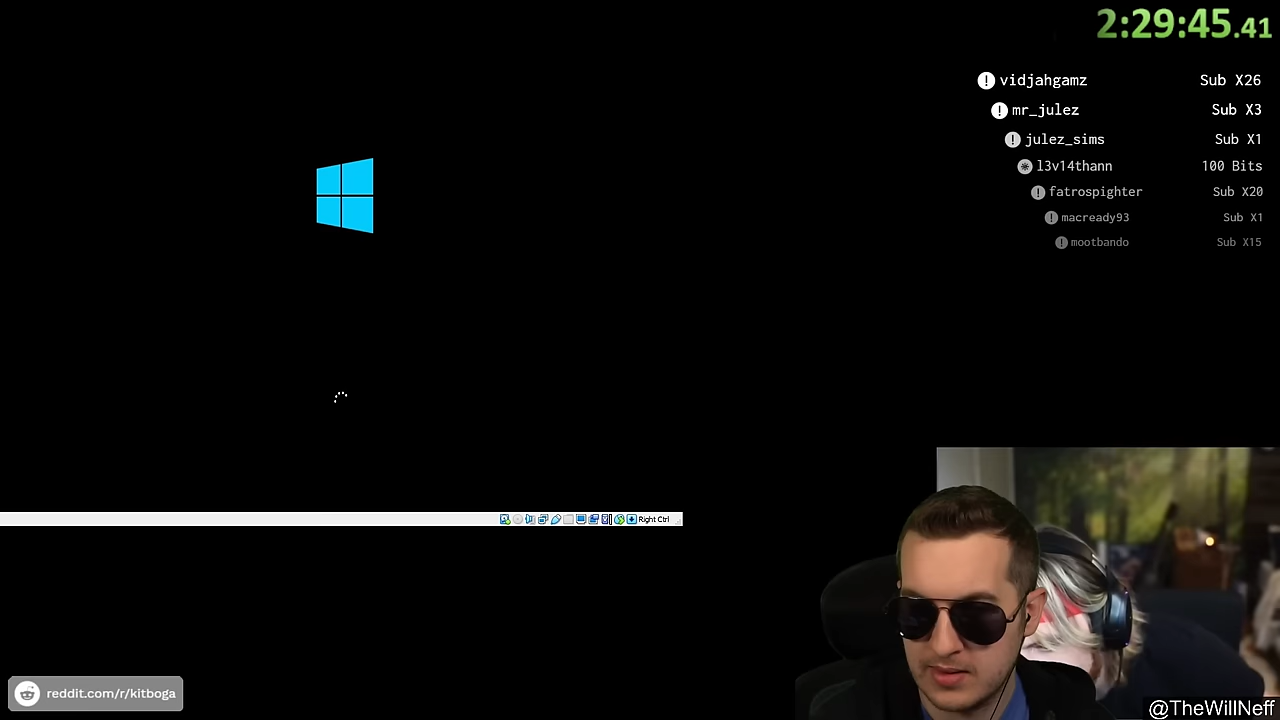 2:29:45.41
vidjahgamz Sub X26
mr_julez Sub X3
julez_sims Sub X1
l3v14thann 100 Bits
fatrospighter Sub X20
macready93 Sub X1
mootbando Sub X15
Right Ctrl
reddit.com/r/kitboga
@TheWillNeff